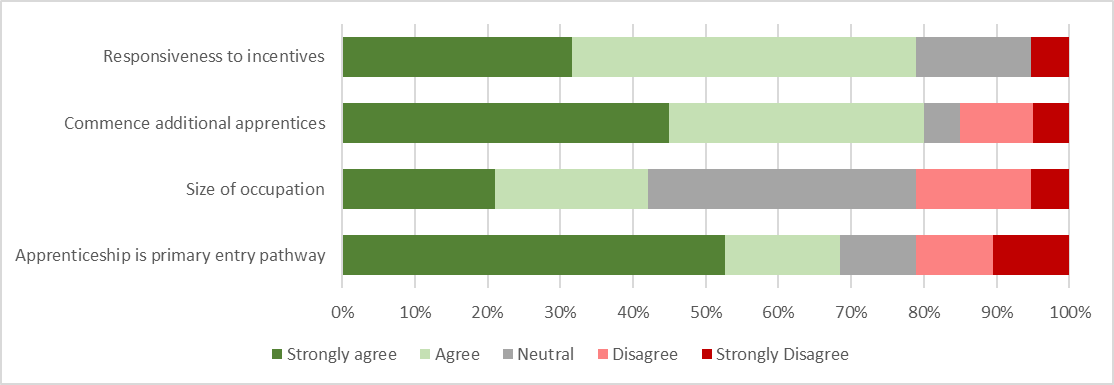 Responsiveness to incentives
Commence additional apprentices
Size of occupation
Apprenticeship is primary entry pathway
0% 10% 20% 30% 40% 50% 60% 70% 80% 90% 100%
Strongly agree Agree Neutral Disagree Strongly Disagree